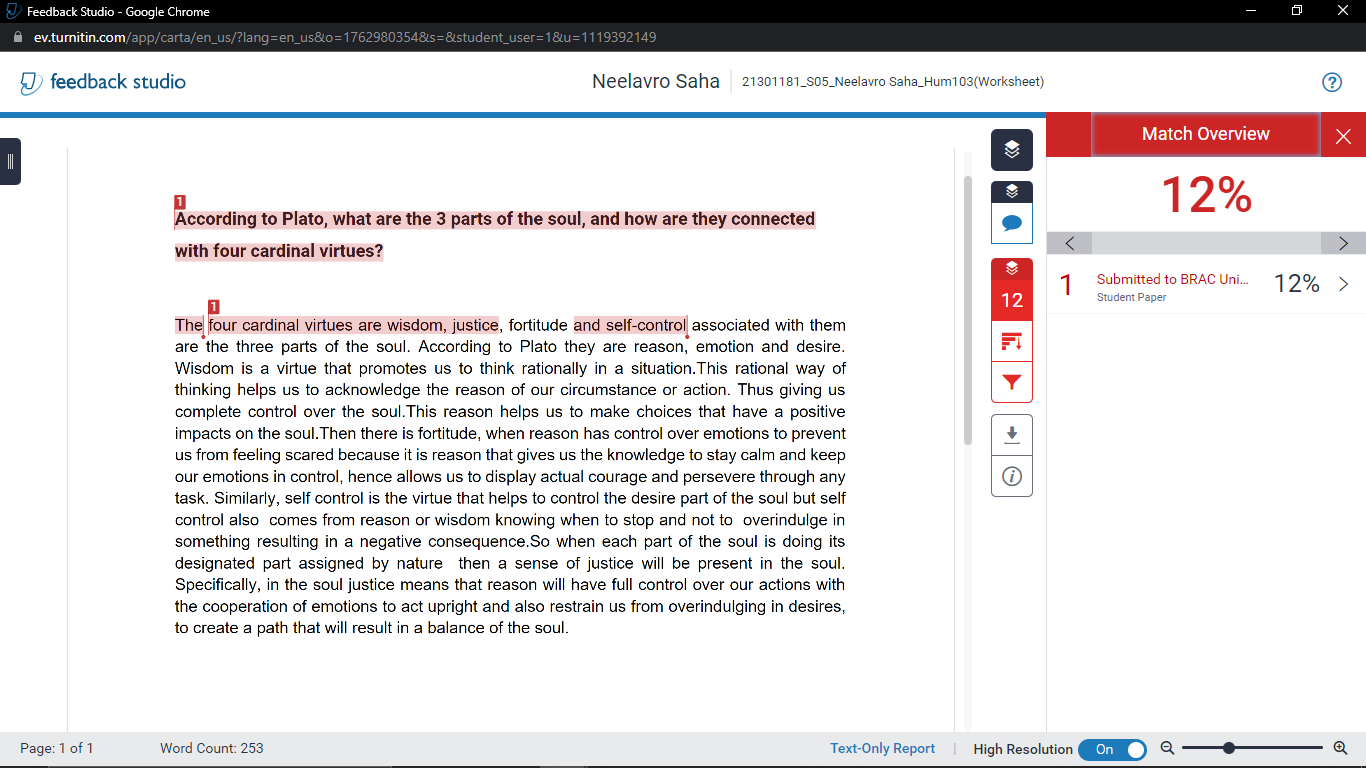 Feedback Studio - Google Chrome
ev.turnitin.com/app/carta/en_us/?lang=en_us&o=1762980354&s=&student_user=1&u=1119392149
feedback studio
Neelavro Saha
21301181_S05_Neelavro Saha_Hum103(Worksheet)
?
Match Overview
12%
1 Submitted to BRAC Uni... 12%
Student Paper
12
1
According to Plato, what are the 3 parts of the soul, and how are they connected
with four cardinal virtues?
1
The four cardinal virtues are wisdom, justice, fortitude and self-control associated with them
are the three parts of the soul. According to Plato they are reason, emotion and desire.
Wisdom is a virtue that promotes us to think rationally in a situation.This rational way of
thinking helps us to acknowledge the reason of our circumstance or action. Thus giving us
complete control over the soul.This reason helps us to make choices that have a positive
impacts on the soul.Then there is fortitude, when reason has control over emotions to prevent
us from feeling scared because it is reason that gives us the knowledge to stay calm and keep
our emotions in control, hence allows us to display actual courage and persevere through any
task. Similarly, self control is the virtue that helps to control the desire part of the soul but self
control also comes from reason or wisdom knowing when to stop and not to overindulge in
something resulting in a negative consequence.So when each part of the soul is doing its
designated part assigned by nature then a sense of justice will be present in the soul.
Specifically, in the soul justice means that reason will have full control over our actions with
the cooperation of emotions to act upright and also restrain us from overindulging in desires,
to create a path that will result in a balance of the soul.
Page: 1 of 1
Word Count: 253
Text-Only Report
High Resolution
On